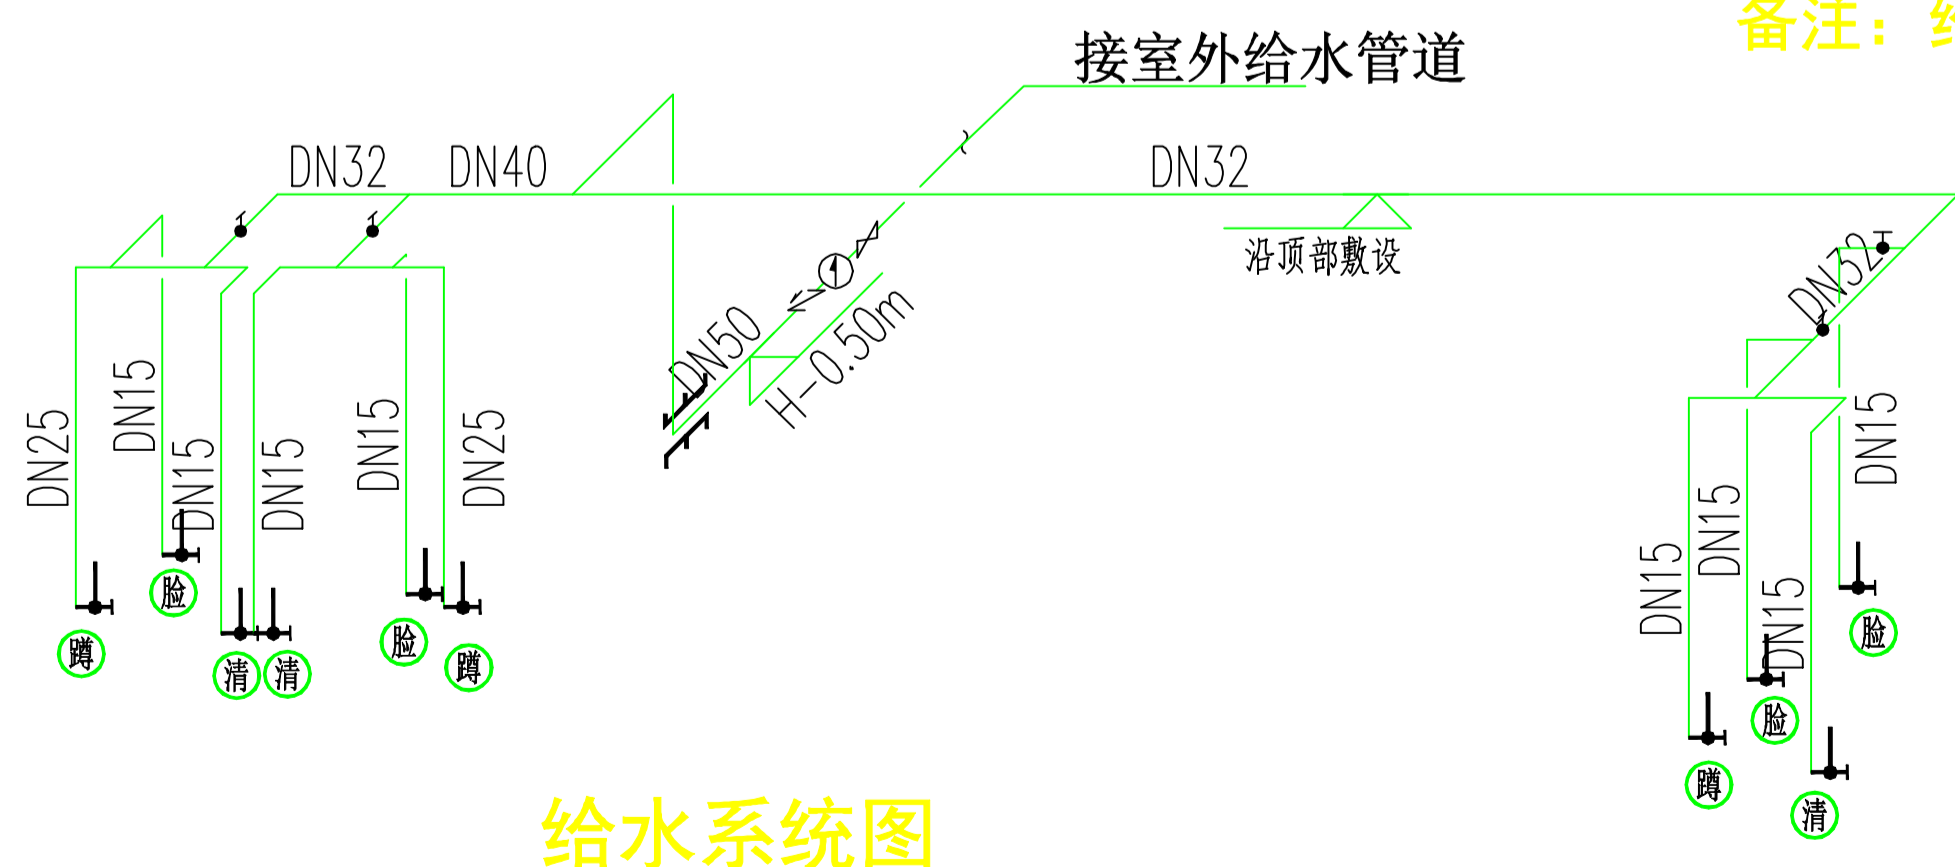 备注：给
接室外给水管道
DN32
DN40
DN32
沿顶部敷设
DN32
DN50
H-0.50m
DN25
DN15
DN15
DN15
DN15
DN25
DN15
DN15
DN15
DN15
蹲
脸
清
清
脸
蹲
蹲
脸
清
脸
给水系统图